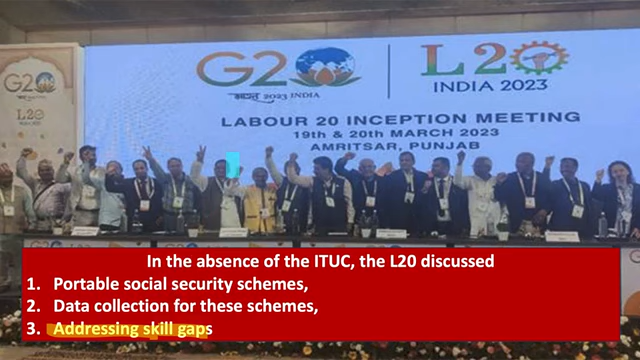 G20
L20
G20
भारत 2023 INDIA
L20
INDIA 2023
LABOUR 20 INCEPTION MEETING
19th & 20th MARCH 2023
AMRITSAR, PUNJAB
In the absence of the ITUC, the L20 discussed
1. Portable social security schemes,
2. Data collection for these schemes,
3. Addressing skill gaps